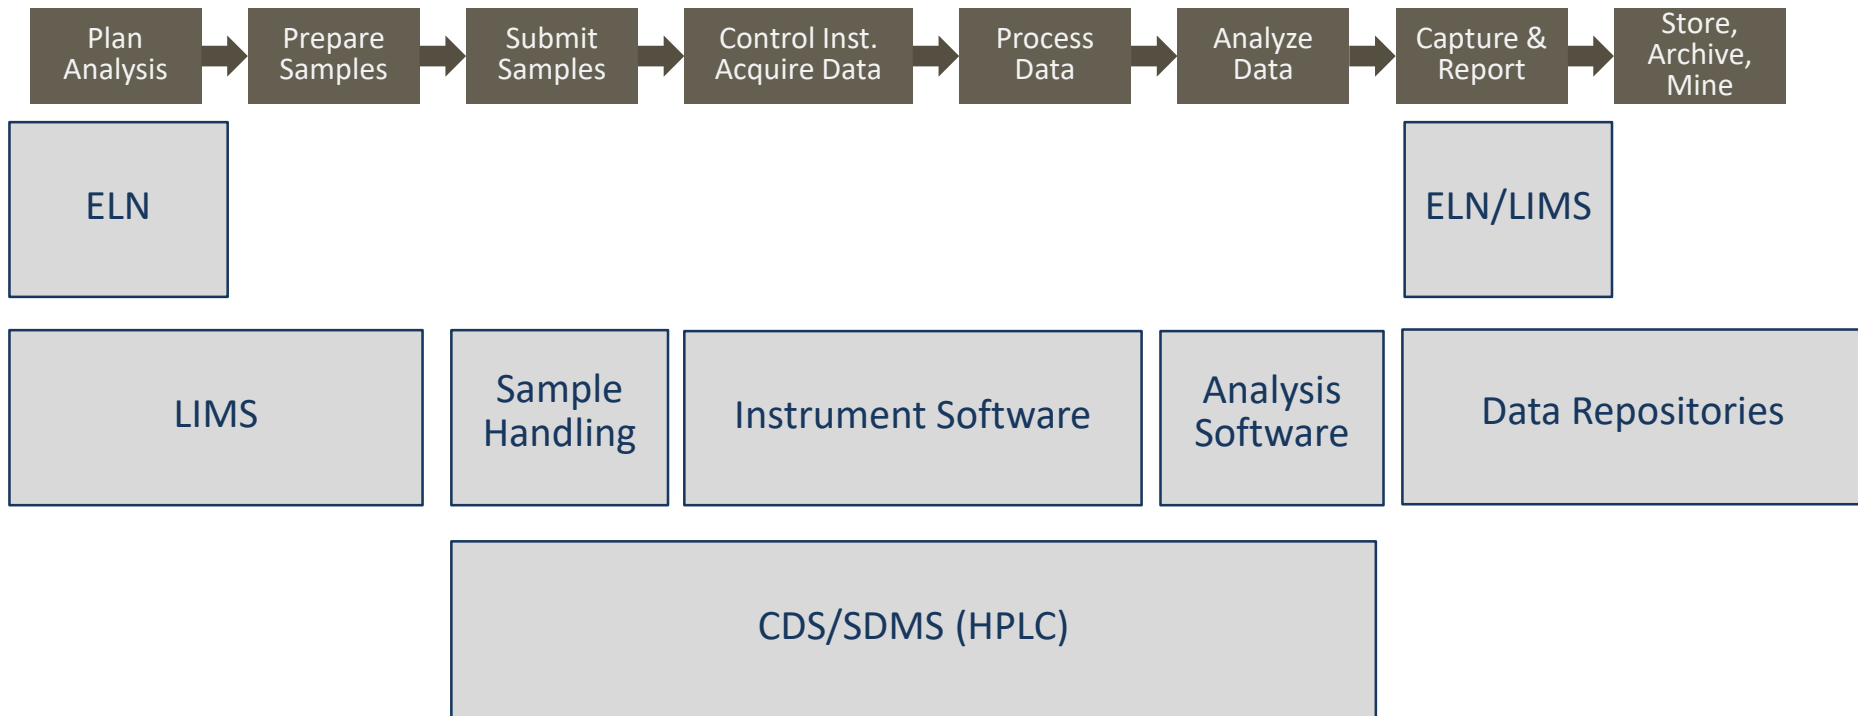 Plan
Analysis
Prepare
Samples
Submit
Samples
Control Inst.
Acquire Data
Process
Data
Analyze
Data
Capture &
Report
Store,
Archive,
Mine
ELN
ELN/LIMS
LIMS
Sample
Handling
Instrument Software
Analysis
Software
Data Repositories
CDS/SDMS (HPLC)